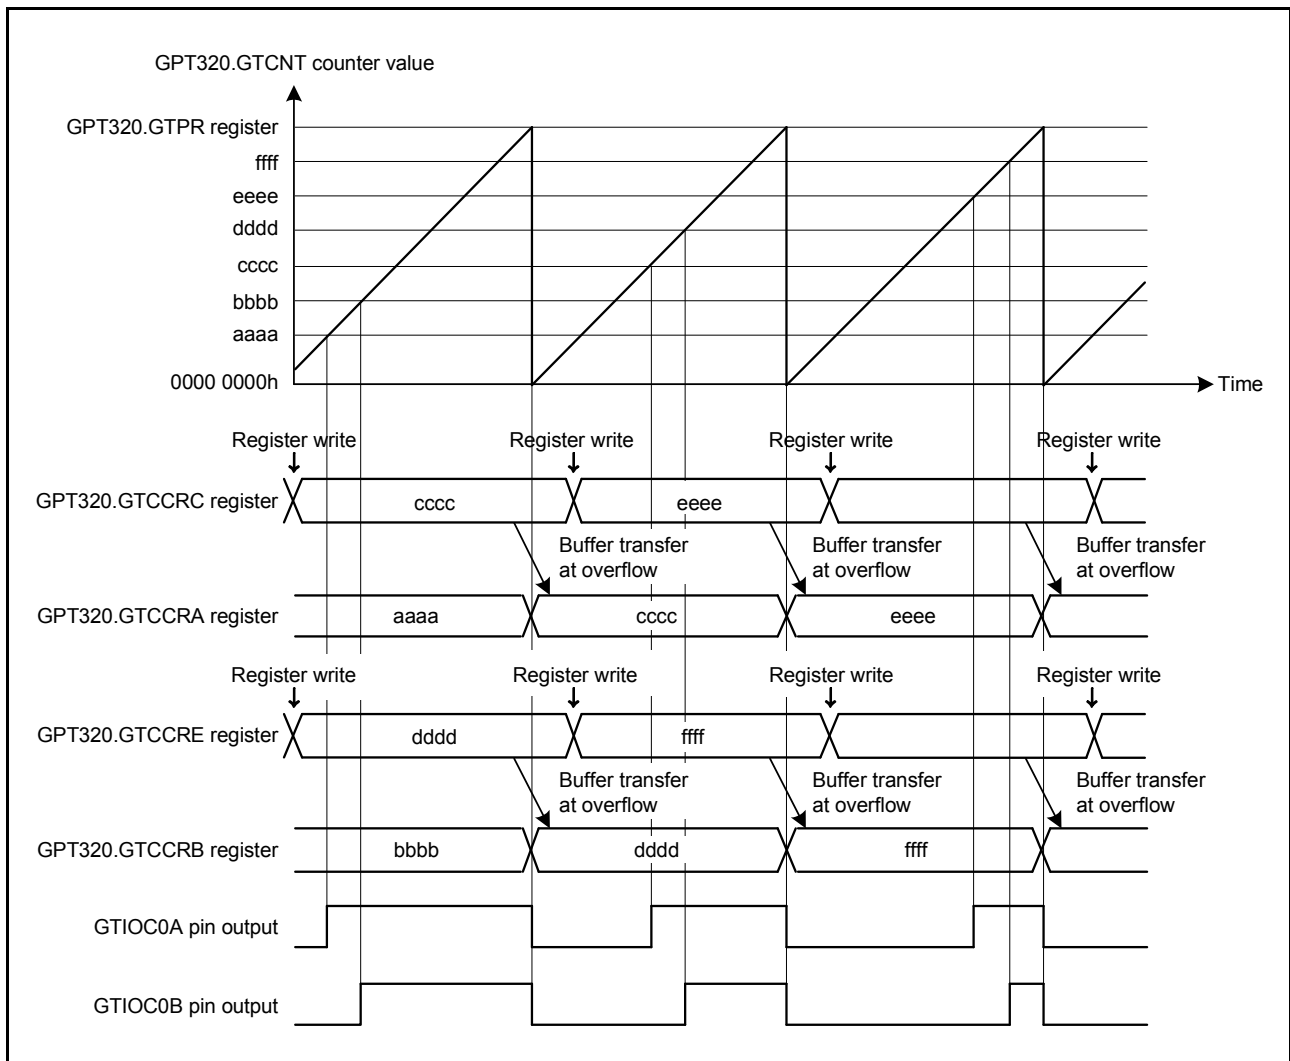 GPT320.GTCNT counter value
GPT320.GTPR register
ffff
eeee
dddd
cccc
bbbb
aaaa
0000 0000h
Time
Register write Register write Register write Register write
GPT320.GTCCRC register cccc eeee
Buffer transfer Buffer transfer Buffer transfer
at overflow at overflow at overflow
GPT320.GTCCRA register aaaa cccc eeee
Register write Register write Register write Register write
GPT320.GTCCRE register dddd ffff
Buffer transfer Buffer transfer Buffer transfer
at overflow at overflow at overflow
GPT320.GTCCRB register bbbb dddd ffff
GTIOC0A pin output
GTIOC0B pin output